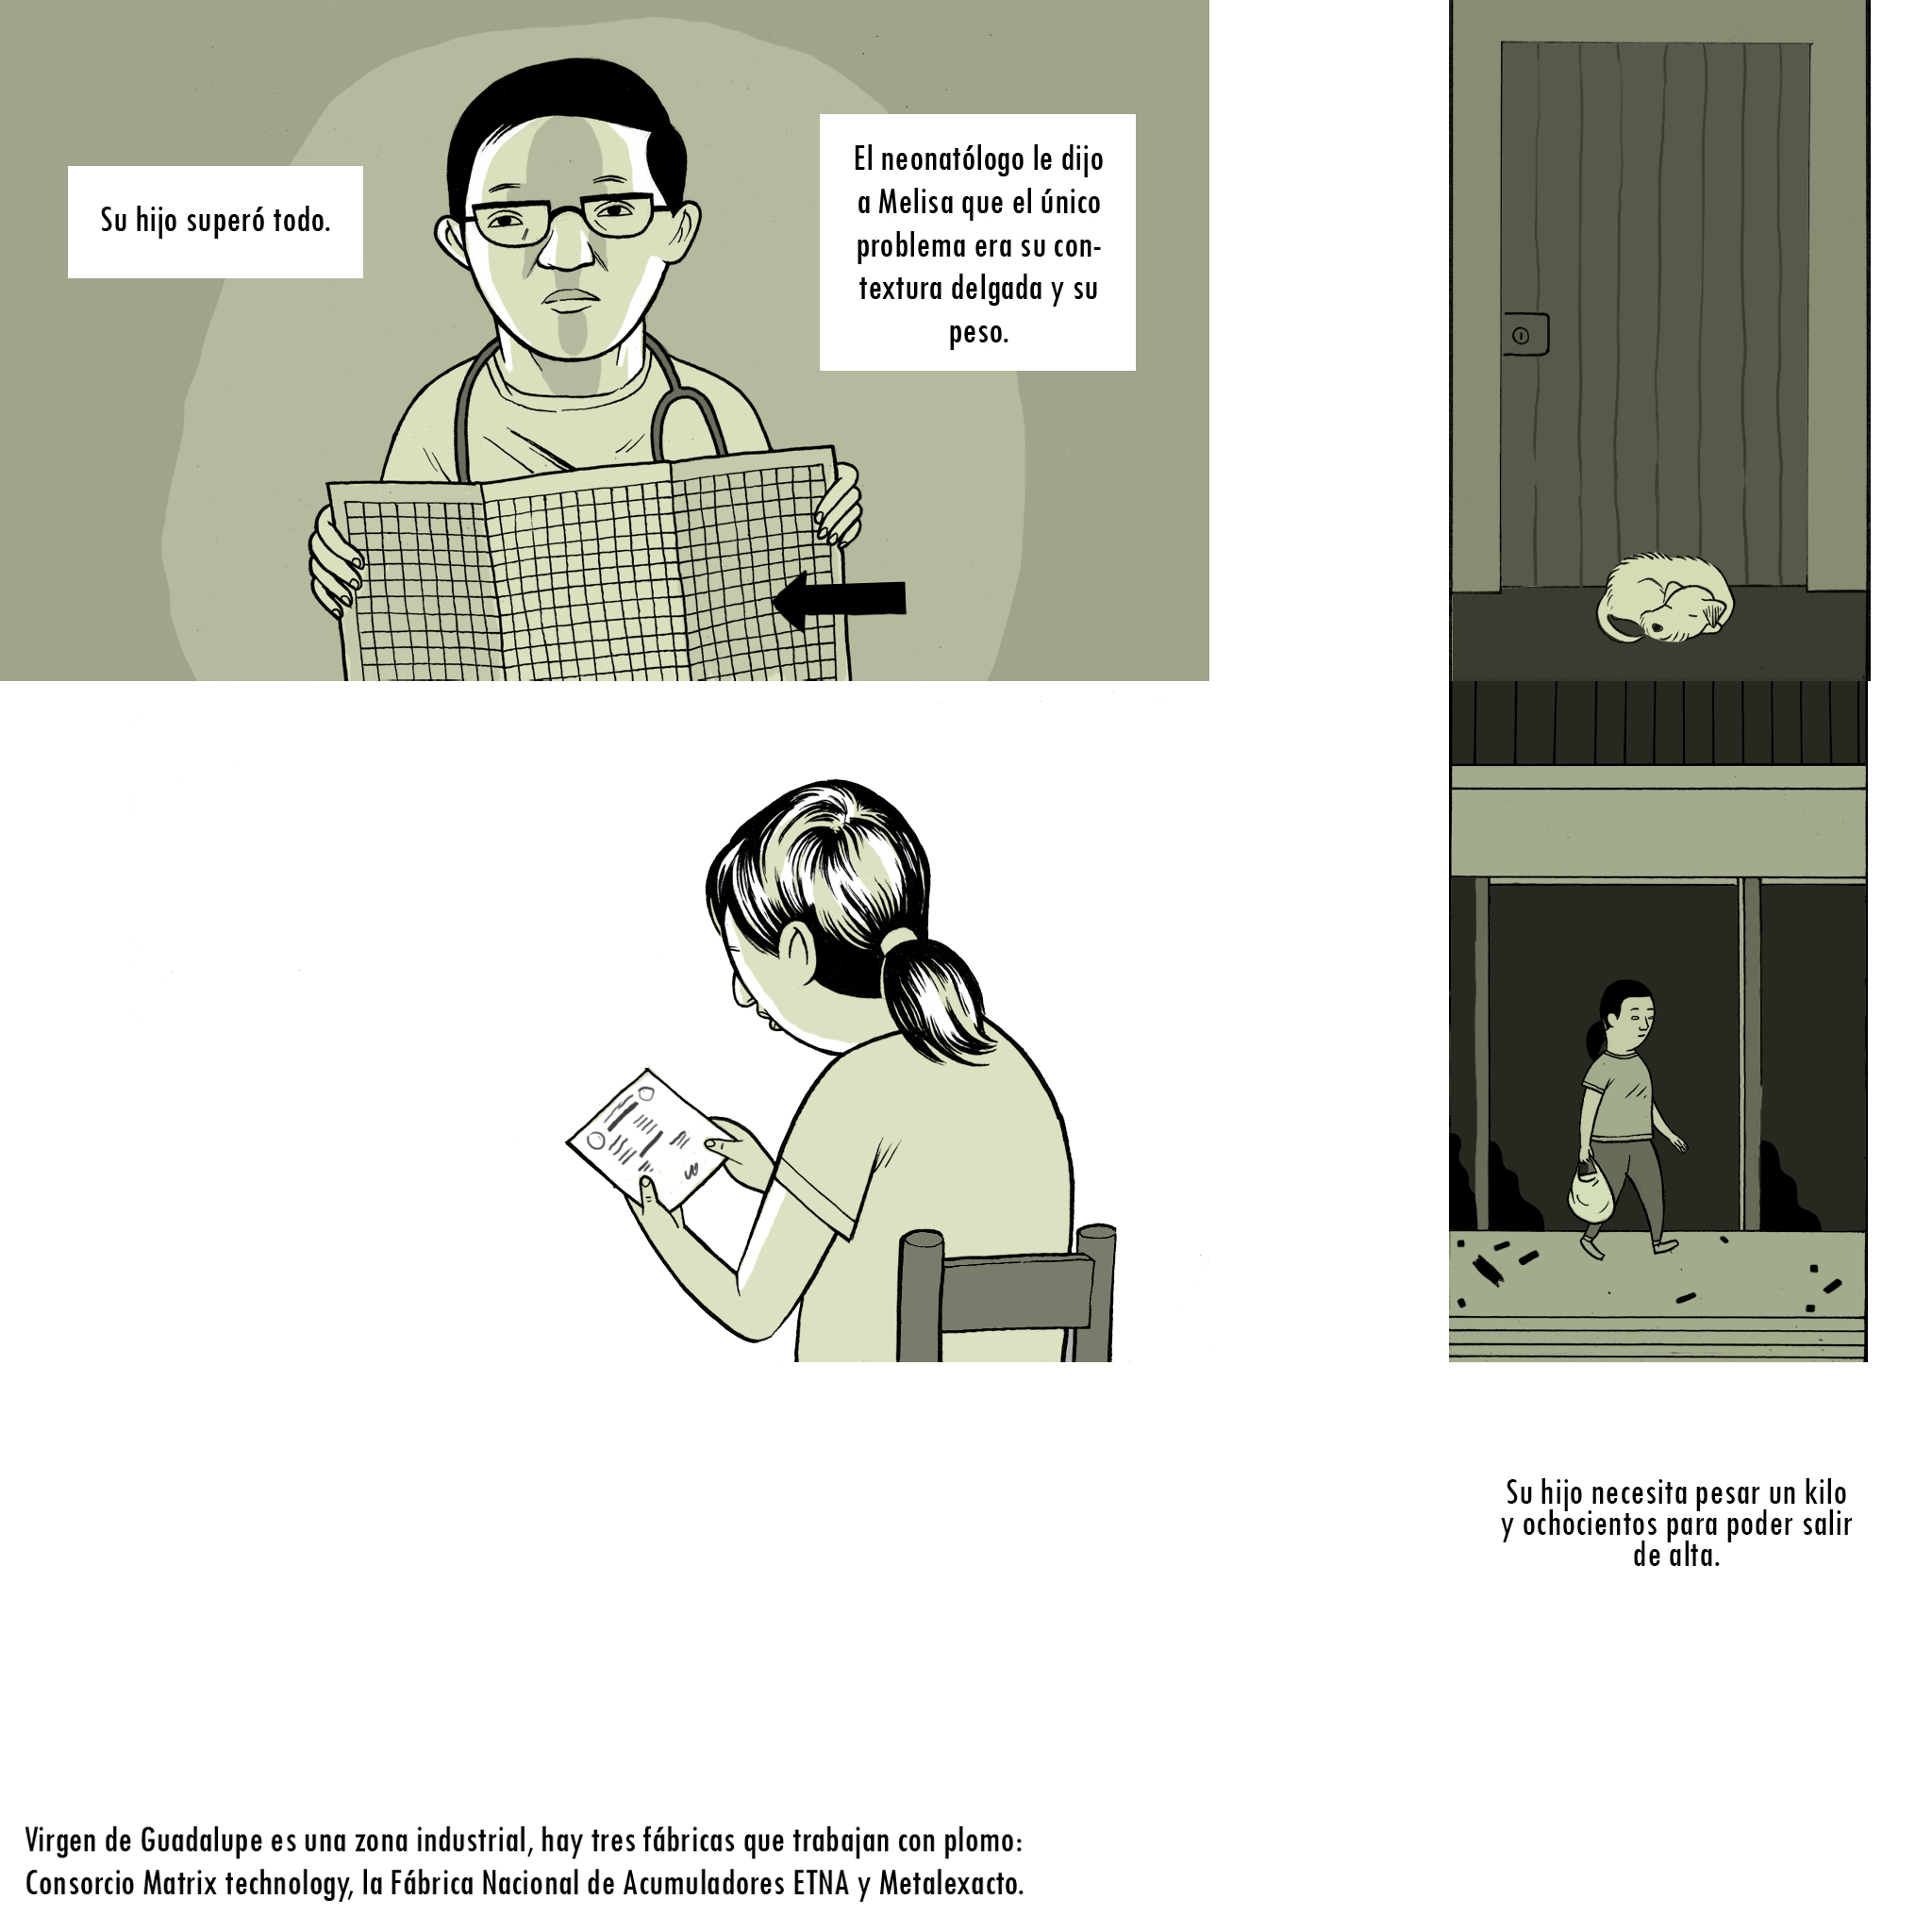 Su hijo superó todo.
El neonatólogo le dijo
a Melisa que el único
problema era su con-
textura delgada y su
peso.
Su hijo necesita pesar un kilo
y ochocientos para poder salir
de alta.
Virgen de Guadalupe es una zona industrial, hay tres fábricas que trabajan con plomo:
Consorcio Matrix technology, la Fábrica Nacional de Acumuladores ETNA y Metalexacto.